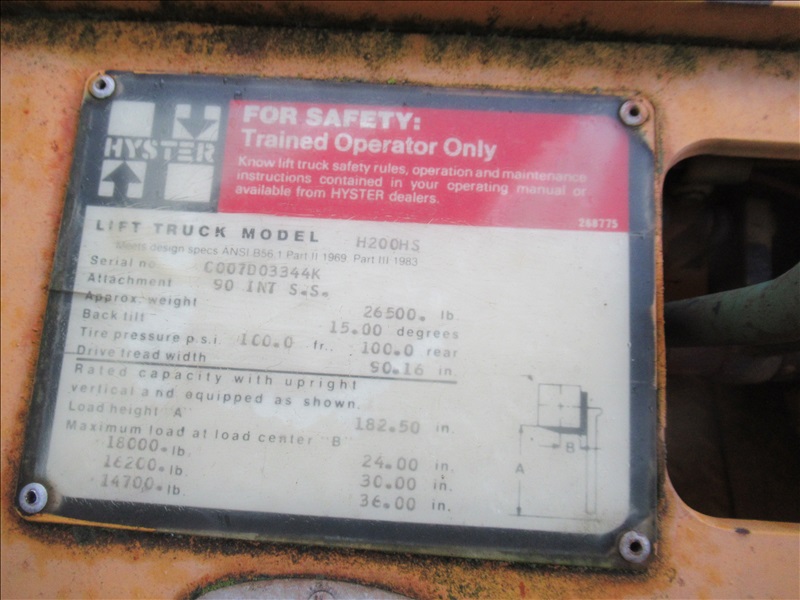 HYSTER
FOR SAFETY:
Trained Operator Only
Know lift truck safety rules, operation and maintenance
instructions contained in your operating manual or
available from HYSTER dealers.
268775
LIFT TRUCK MODEL H200HS
Meets design specs ANSI B56.1 Part II 1969 Part III 1983
Serial no C007D03344K
Attachment 90 INT S.S.
Approx. weight 26500. lb.
Back tilt 15.00 degrees
Tire pressure p.s.i. 100.0 fr.. 100.0 rear
Drive tread width 90.16 in.
Rated capacity with upright
vertical and equipped as shown.
Load height "A" 182.50 in.
Maximum load at load center "B"
18000. lb. 24.00 in.
16200. lb 30.00 in.
14700. lb 36.00 in.
A
B